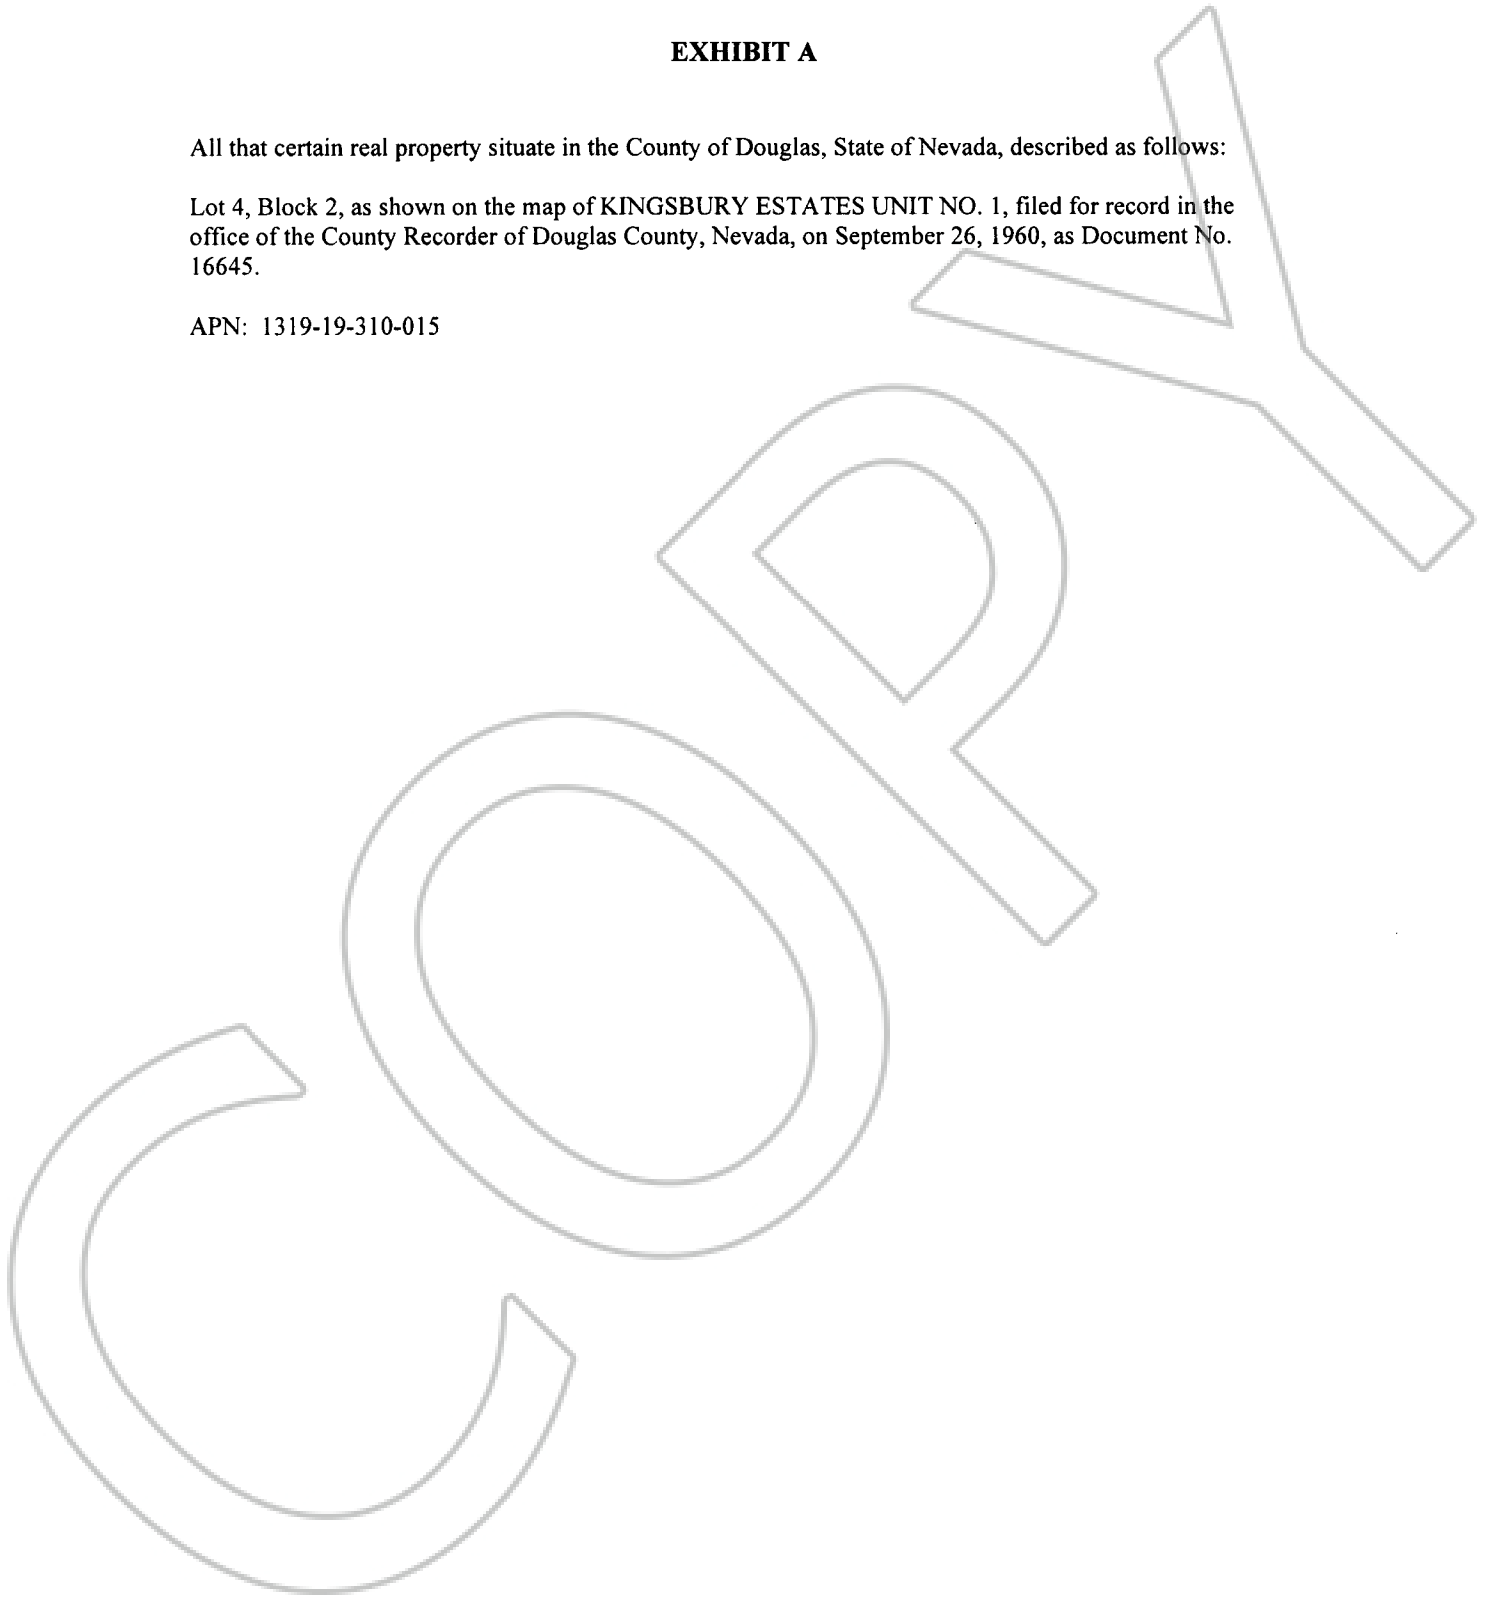 EXHIBIT A
All that certain real property situate in the County of Douglas, State of Nevada, described as follows:
Lot 4, Block 2, as shown on the map of KINGSBURY ESTATES UNIT NO. 1, filed for record in the
office of the County Recorder of Douglas County, Nevada, on September 26, 1960, as Document No.
16645.
APN: 1319-19-310-015
COPY